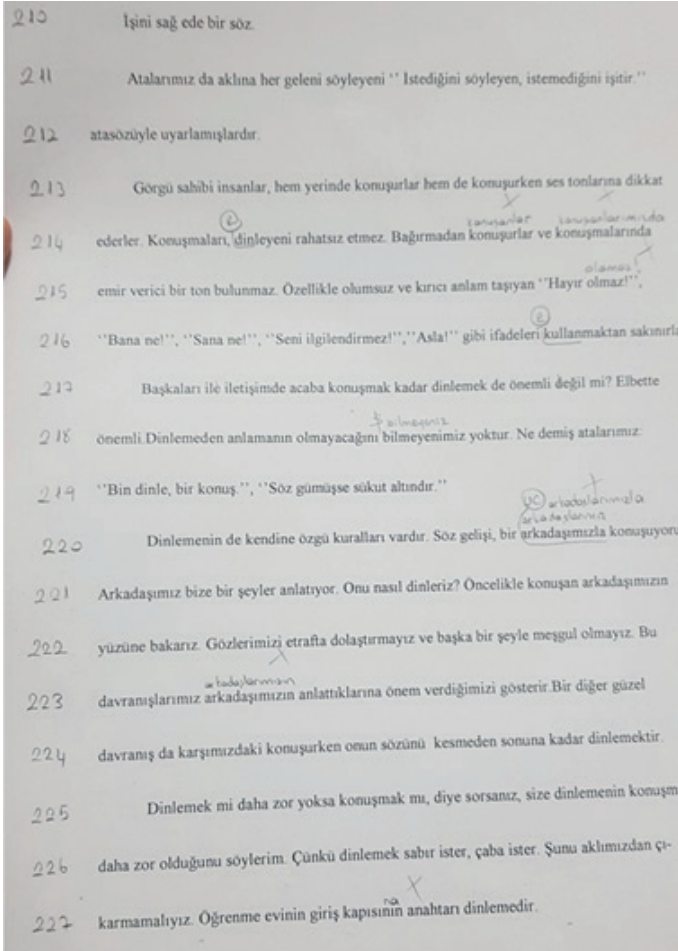 210 İşini sağ ede bir söz.
211 Atalarımız da aklına her geleni söyleyeni '' İstediğini söyleyen, istemediğini işitir.''
212 atasözüyle uyarlamışlardır.
213 Görgü sahibi insanlar, hem yerinde konuşurlar hem de konuşurken ses tonlarına dikkat
konuşanlar konuşanlarımızda
214 ederler. Konuşmaları, dinleyeni rahatsız etmez. Bağırmadan konuşurlar ve konuşmalarında
olamaz
215 emir verici bir ton bulunmaz. Özellikle olumsuz ve kırıcı anlam taşıyan ''Hayır olmaz!'',
216 ''Bana ne!'', ''Sana ne!'', ''Seni ilgilendirmez!'',''Asla!'' gibi ifadeleri kullanmaktan sakınırla
217 Başkaları ile iletişimde acaba konuşmak kadar dinlemek de önemli değil mi? Elbette
bilmeyeniz
218 önemli.Dinlemeden anlamanın olmayacağını bilmeyenimiz yoktur. Ne demiş atalarımız:
219 ''Bin dinle, bir konuş.'', ''Söz gümüşse sükut altındır.''
arkadaşlarımızla
arkadaşlarının
220 Dinlemenin de kendine özgü kuralları vardır. Söz gelişi, bir arkadaşımızla konuşuyoru
221 Arkadaşımız bize bir şeyler anlatıyor. Onu nasıl dinleriz? Öncelikle konuşan arkadaşımızın
222 yüzüne bakarız. Gözlerimizi etrafta dolaştırmayız ve başka bir şeyle meşgul olmayız. Bu
arkadaşlarımızın
223 davranışlarımız arkadaşımızın anlattıklarına önem verdiğimizi gösterir.Bir diğer güzel
224 davranış da karşımızdaki konuşurken onun sözünü kesmeden sonuna kadar dinlemektir.
225 Dinlemek mi daha zor yoksa konuşmak mı, diye sorsanız, size dinlemenin konuşm
226 daha zor olduğunu söylerim. Çünkü dinlemek sabır ister, çaba ister. Şunu aklımızdan çı-
na
227 karmamalıyız. Öğrenme evinin giriş kapısının anahtarı dinlemedir.